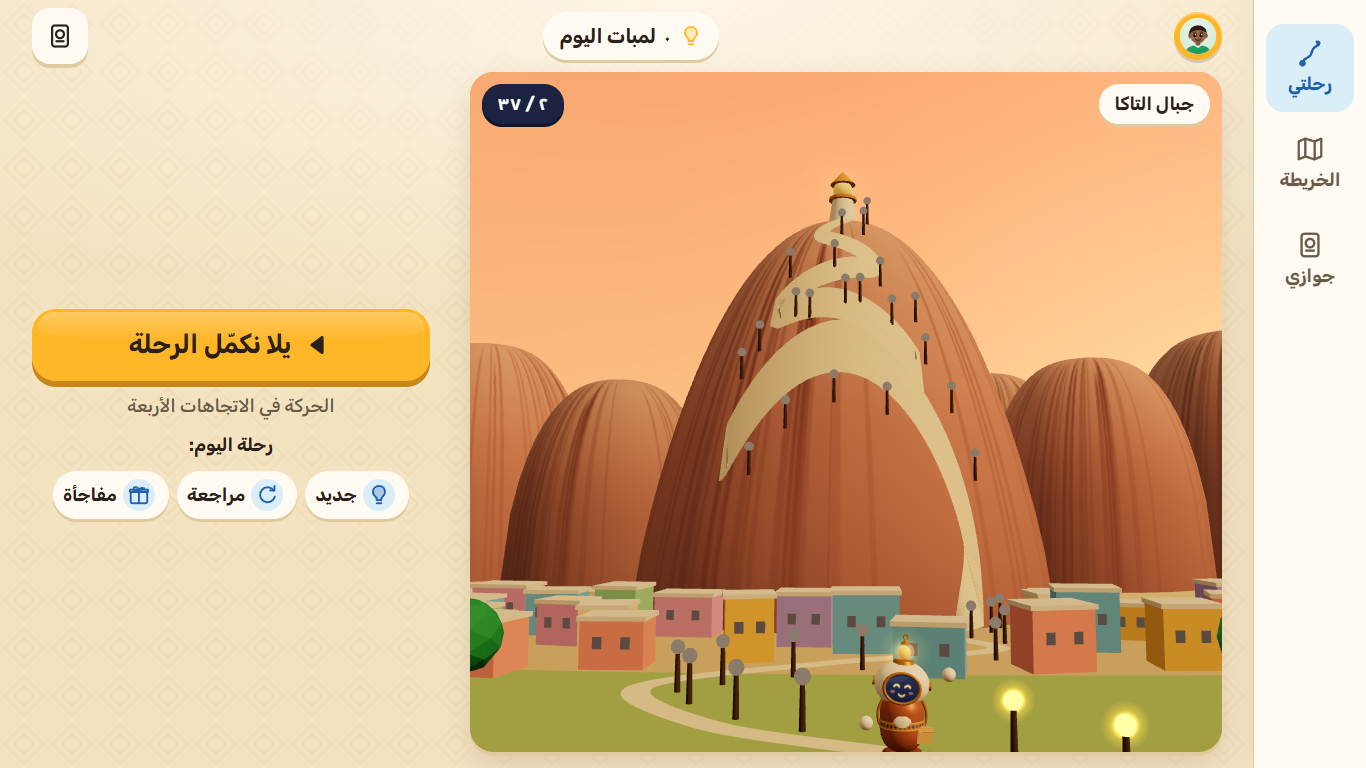 رحلتي
الخريطة
جوازي
٠ لمبات اليوم
جبال التاكا
٢ / ٣٧
يلا نكمّل الرحلة
الحركة في الاتجاهات الأربعة
رحلة اليوم:
جديد
مراجعة
مفاجأة